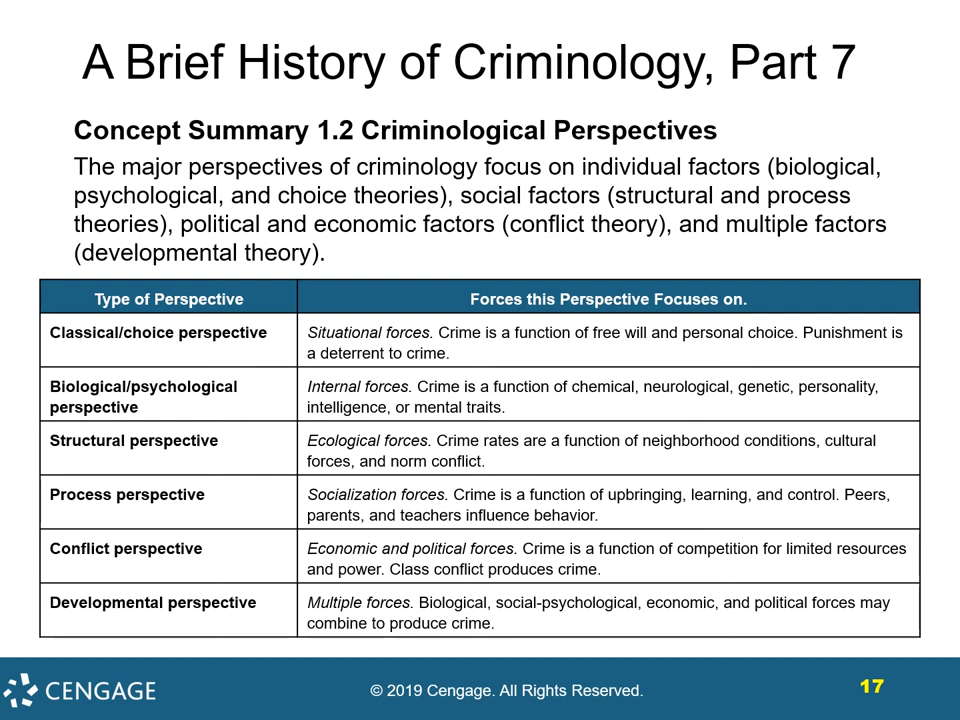 A Brief History of Criminology, Part 7
Concept Summary 1.2 Criminological Perspectives
The major perspectives of criminology focus on individual factors (biological,
psychological, and choice theories), social factors (structural and process
theories), political and economic factors (conflict theory), and multiple factors
(developmental theory).
Type of Perspective
Forces this Perspective Focuses on.
Classical/choice perspective
Situational forces. Crime is a function of free will and personal choice. Punishment is
a deterrent to crime.
Biological/psychological
perspective
Internal forces. Crime is a function of chemical, neurological, genetic, personality,
intelligence, or mental traits.
Structural perspective
Ecological forces. Crime rates are a function of neighborhood conditions, cultural
forces, and norm conflict.
Process perspective
Socialization forces. Crime is a function of upbringing, learning, and control. Peers,
parents, and teachers influence behavior.
Conflict perspective
Economic and political forces. Crime is a function of competition for limited resources
and power. Class conflict produces crime.
Developmental perspective
Multiple forces. Biological, social-psychological, economic, and political forces may
combine to produce crime.
CENGAGE
© 2019 Cengage. All Rights Reserved.
17